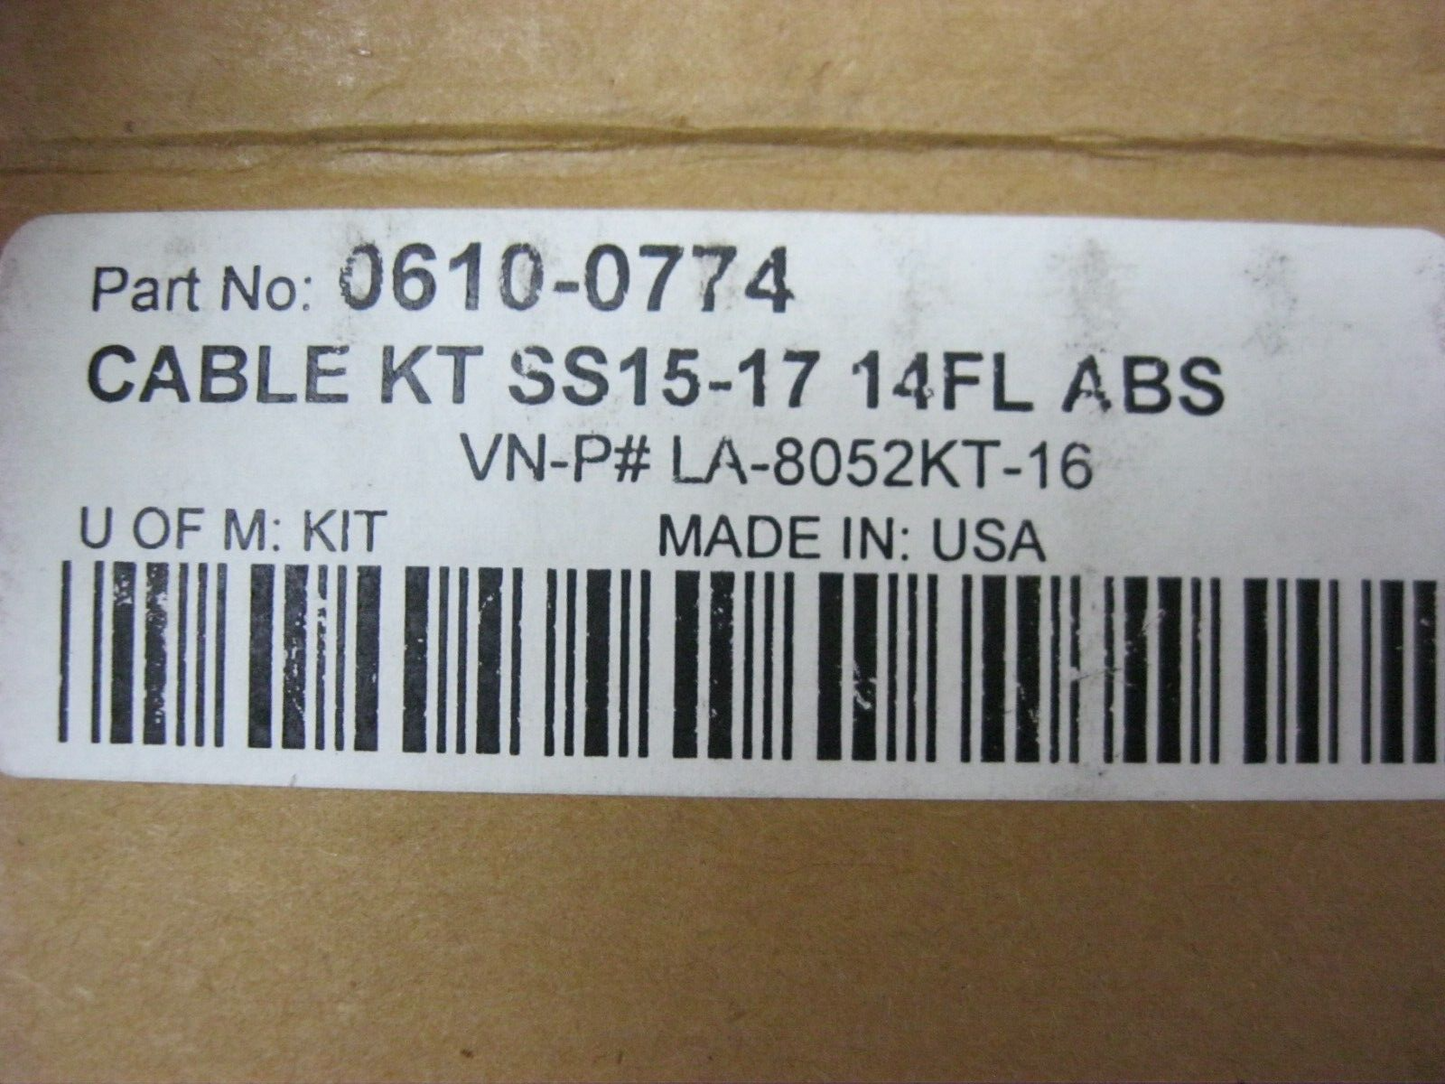 Part No: 0610-0774
CABLE KT SS15-17 14FL ABS
VN-P# LA-8052KT-16
U OF M: KIT MADE IN: USA